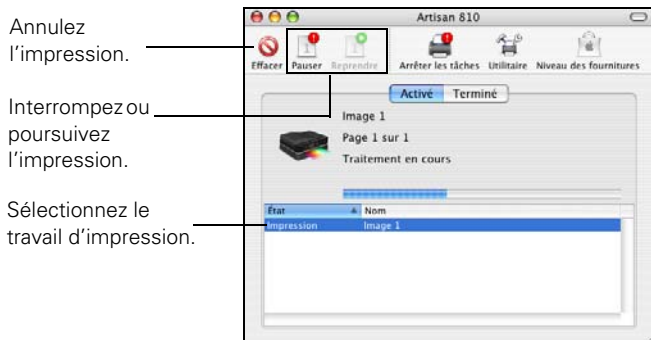 Annulez
l'impression.
Interrompez ou
poursuivez
l'impression.
Sélectionnez le
travail d'impression.
Artisan 810
Effacer Pauser Reprendre Arrêter les tâches Utilitaire Niveau des fournitures
Activé Terminé
Image 1
Page 1 sur 1
Traitement en cours
État Nom
Impression Image 1